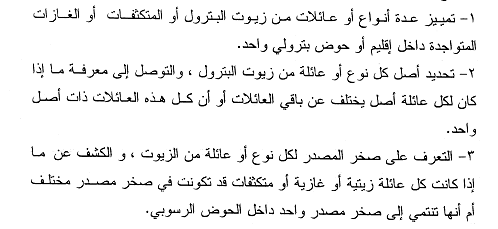 ١- تمييز عدة أنواع أو عائلات من زيوت البترول أو المتكثفات أو الغازات
المتواجدة داخل إقليم أو حوض بترولي واحد.
٢- تحديد أصل كل نوع أو عائلة من زيوت البترول ، والتوصل إلى معرفة ما إذا
كان لكل عائلة أصل يختلف عن باقي العائلات أو أن كل هذه العائلات ذات أصل
واحد.
٣- التعرف على صخر المصدر لكل نوع أو عائلة من الزيوت ، و الكشف عن ما
إذا كانت كل عائلة زيتية أو غازية أو متكثفات قد تكونت في صخر مصدر مختلف
أم أنها تنتمي إلى صخر مصدر واحد داخل الحوض الرسوبي.